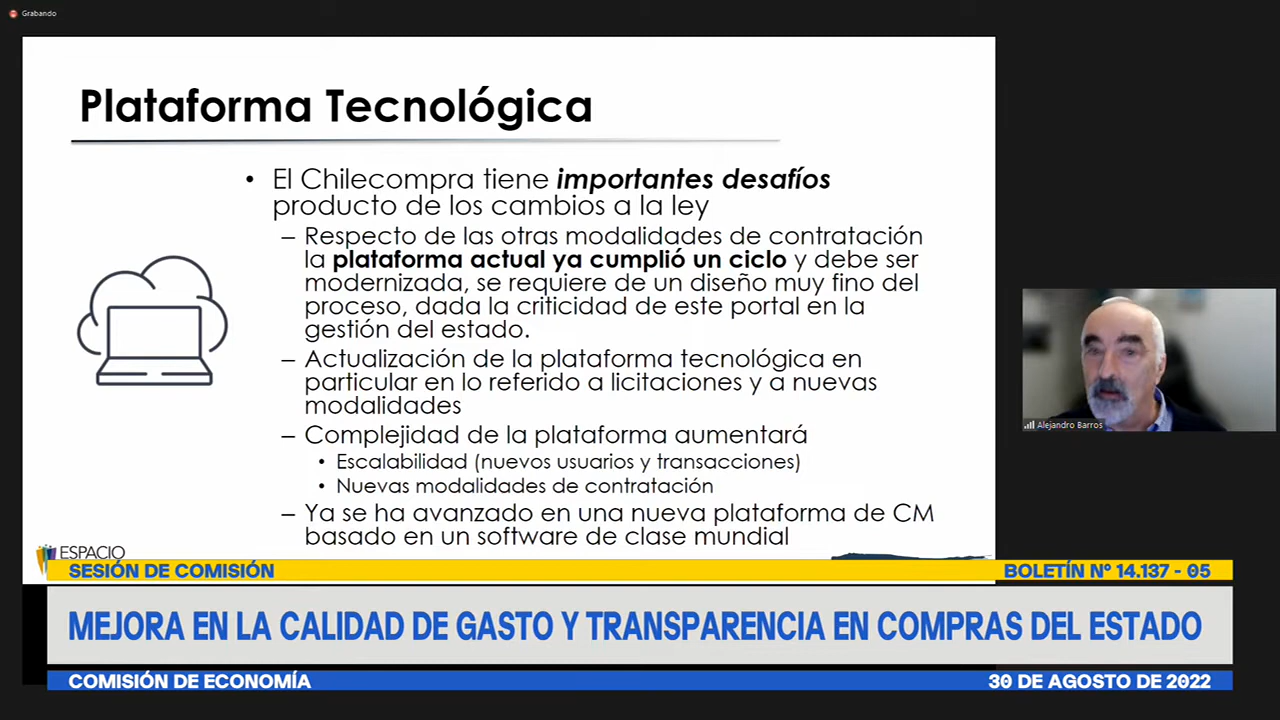 Grabando
Plataforma Tecnológica
• El Chilecompra tiene importantes desafíos
producto de los cambios a la ley
– Respecto de las otras modalidades de contratación
la plataforma actual ya cumplió un ciclo y debe ser
modernizada, se requiere de un diseño muy fino del
proceso, dada la criticidad de este portal en la
gestión del estado.
– Actualización de la plataforma tecnológica en
particular en lo referido a licitaciones y a nuevas
modalidades
– Complejidad de la plataforma aumentará
• Escalabilidad (nuevos usuarios y transacciones)
• Nuevas modalidades de contratación
– Ya se ha avanzado en una nueva plataforma de CM
basado en un software de clase mundial
Alejandro Barros
ESPACIO
SESIÓN DE COMISIÓN
BOLETÍN N° 14.137 - 05
MEJORA EN LA CALIDAD DE GASTO Y TRANSPARENCIA EN COMPRAS DEL ESTADO
COMISIÓN DE ECONOMÍA
30 DE AGOSTO DE 2022